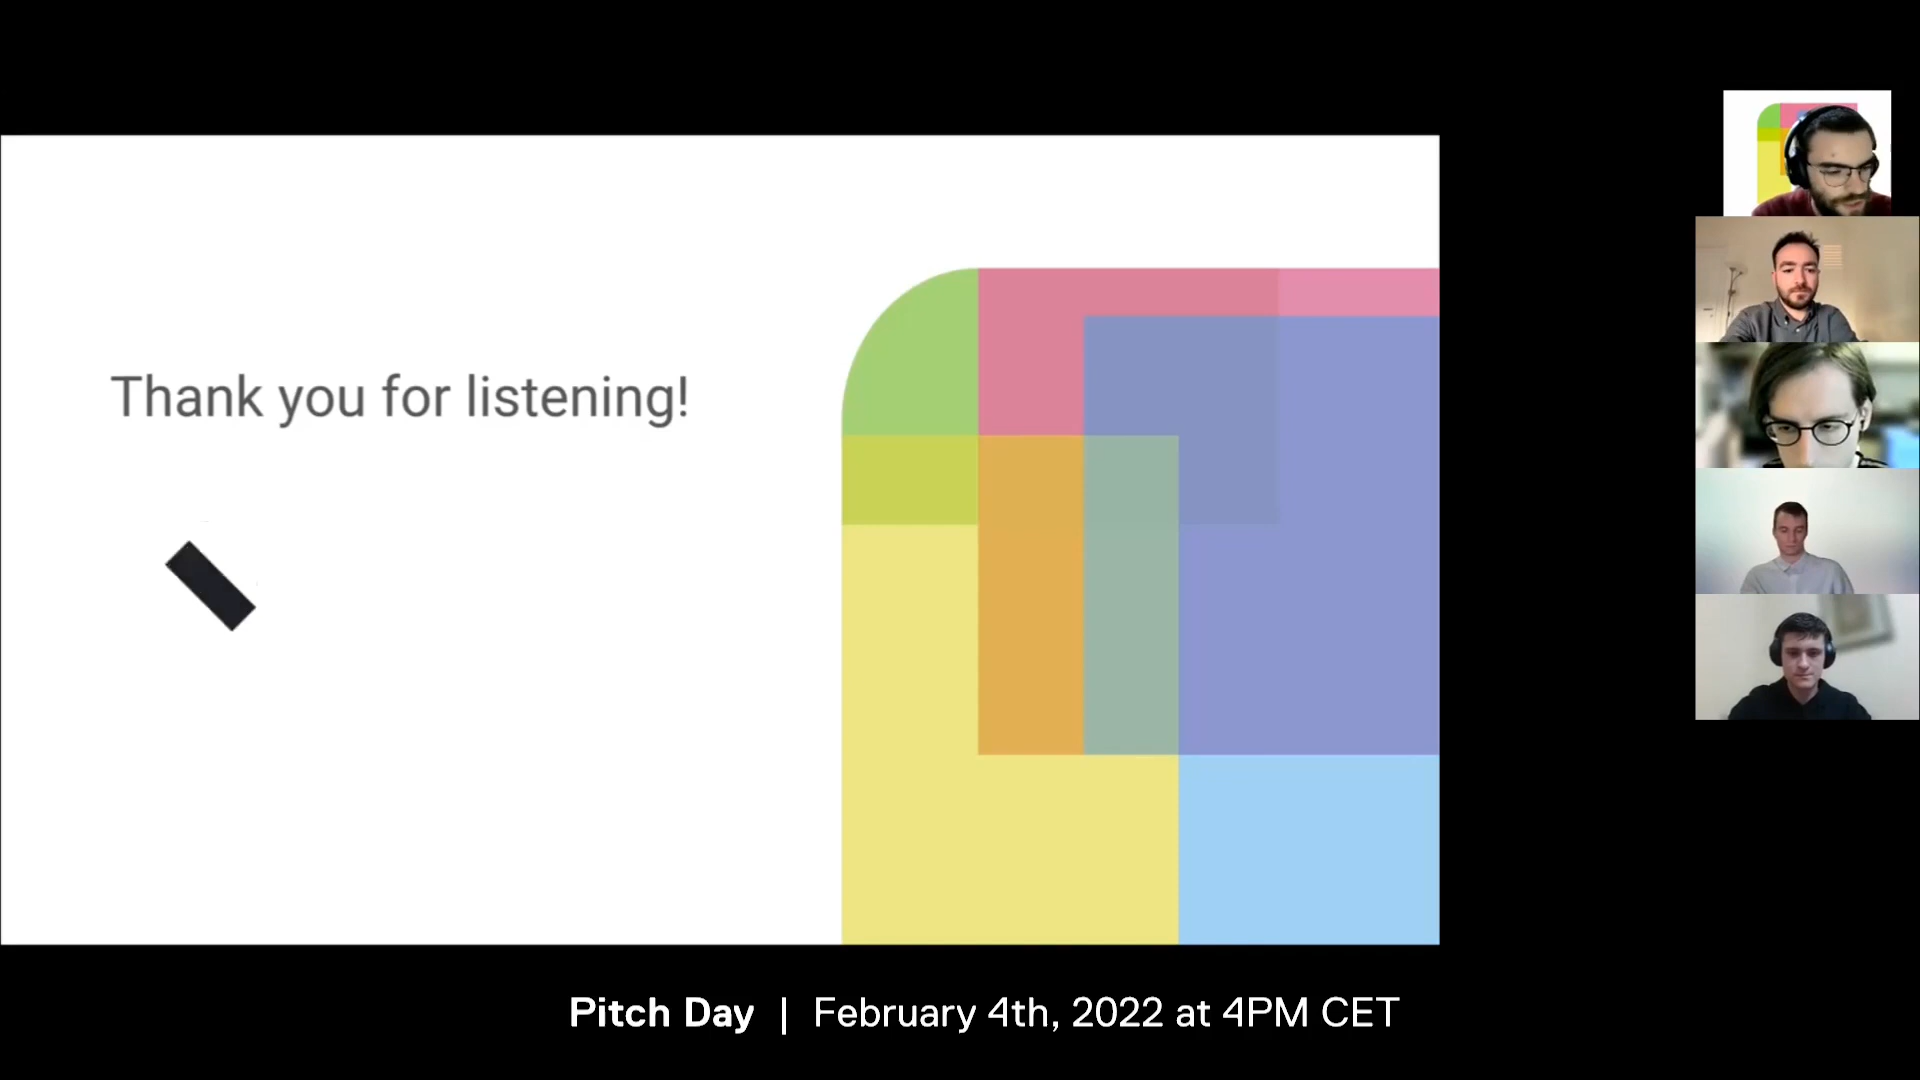 Thank you for listening!
Pitch Day | February 4th, 2022 at 4PM CET